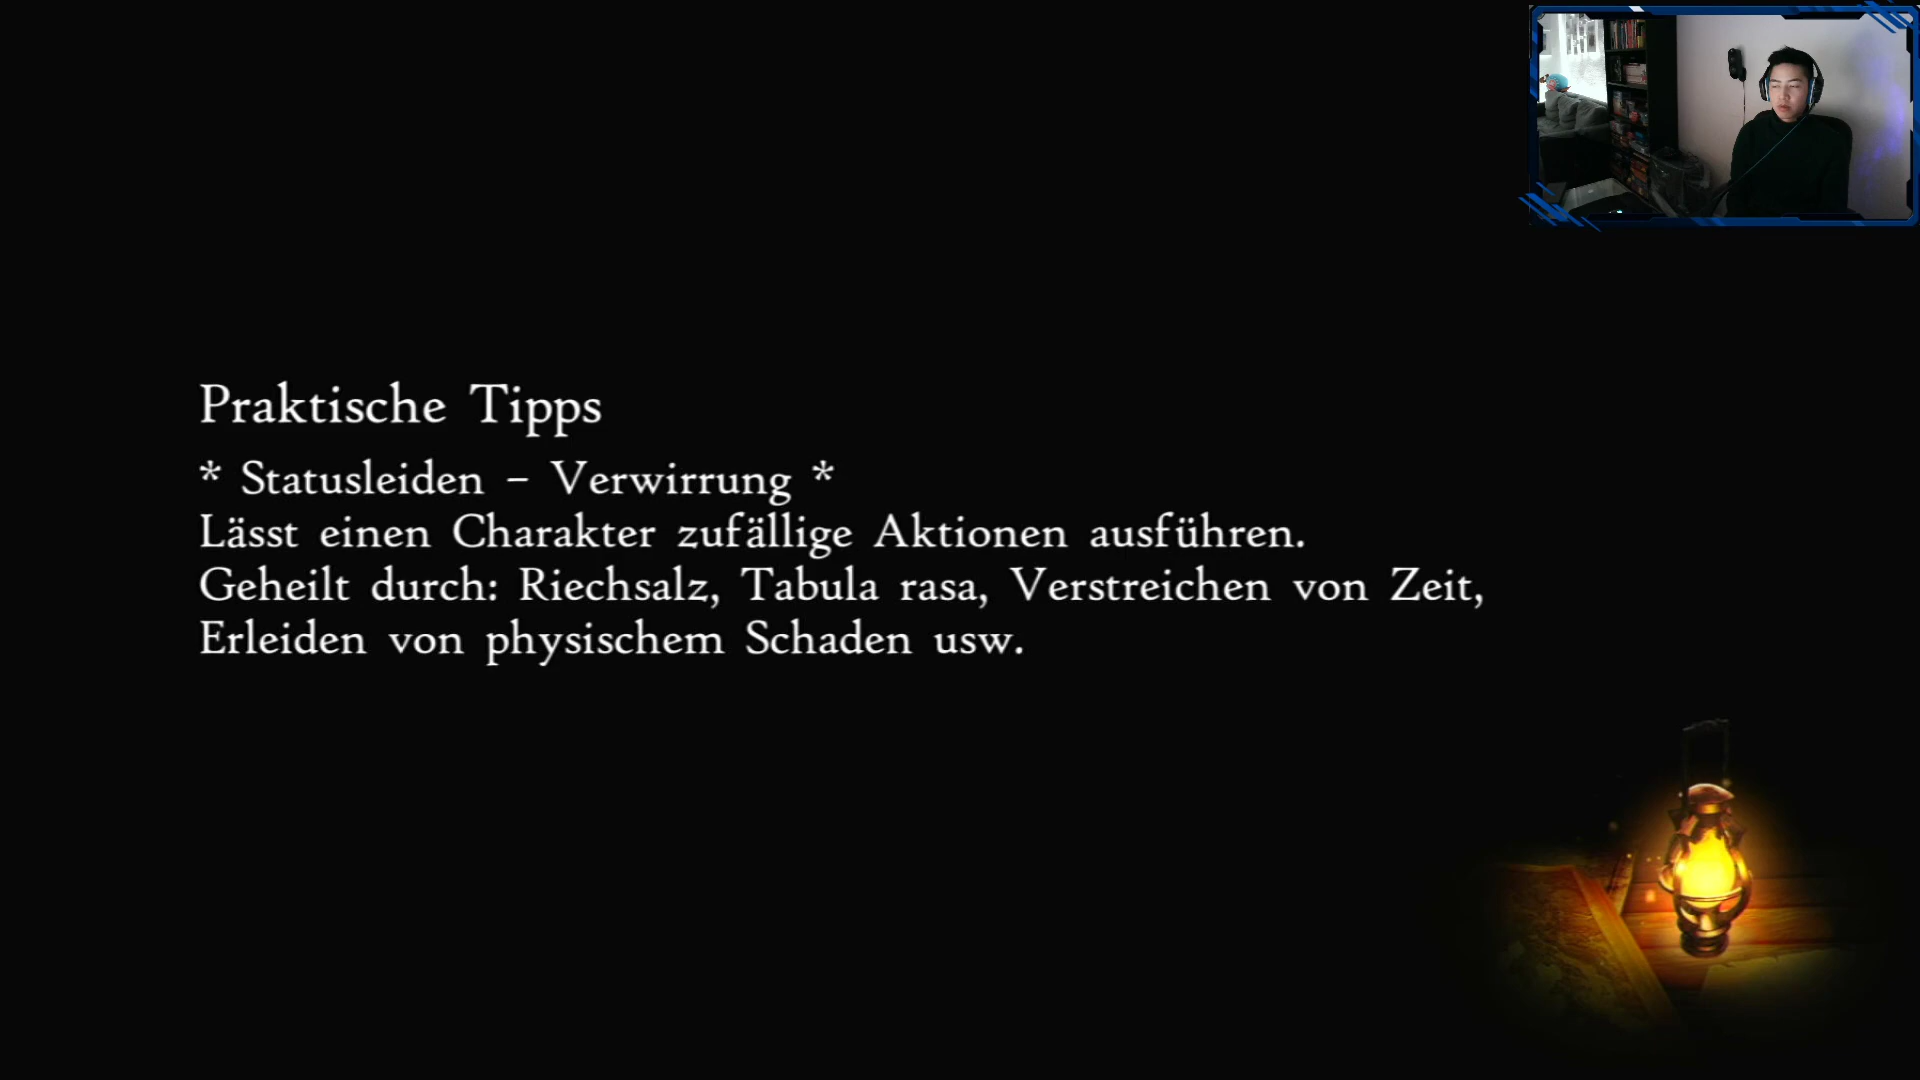 Praktische Tipps
* Statusleiden – Verwirrung *
Lässt einen Charakter zufällige Aktionen ausführen.
Geheilt durch: Riechsalz, Tabula rasa, Verstreichen von Zeit,
Erleiden von physischem Schaden usw.